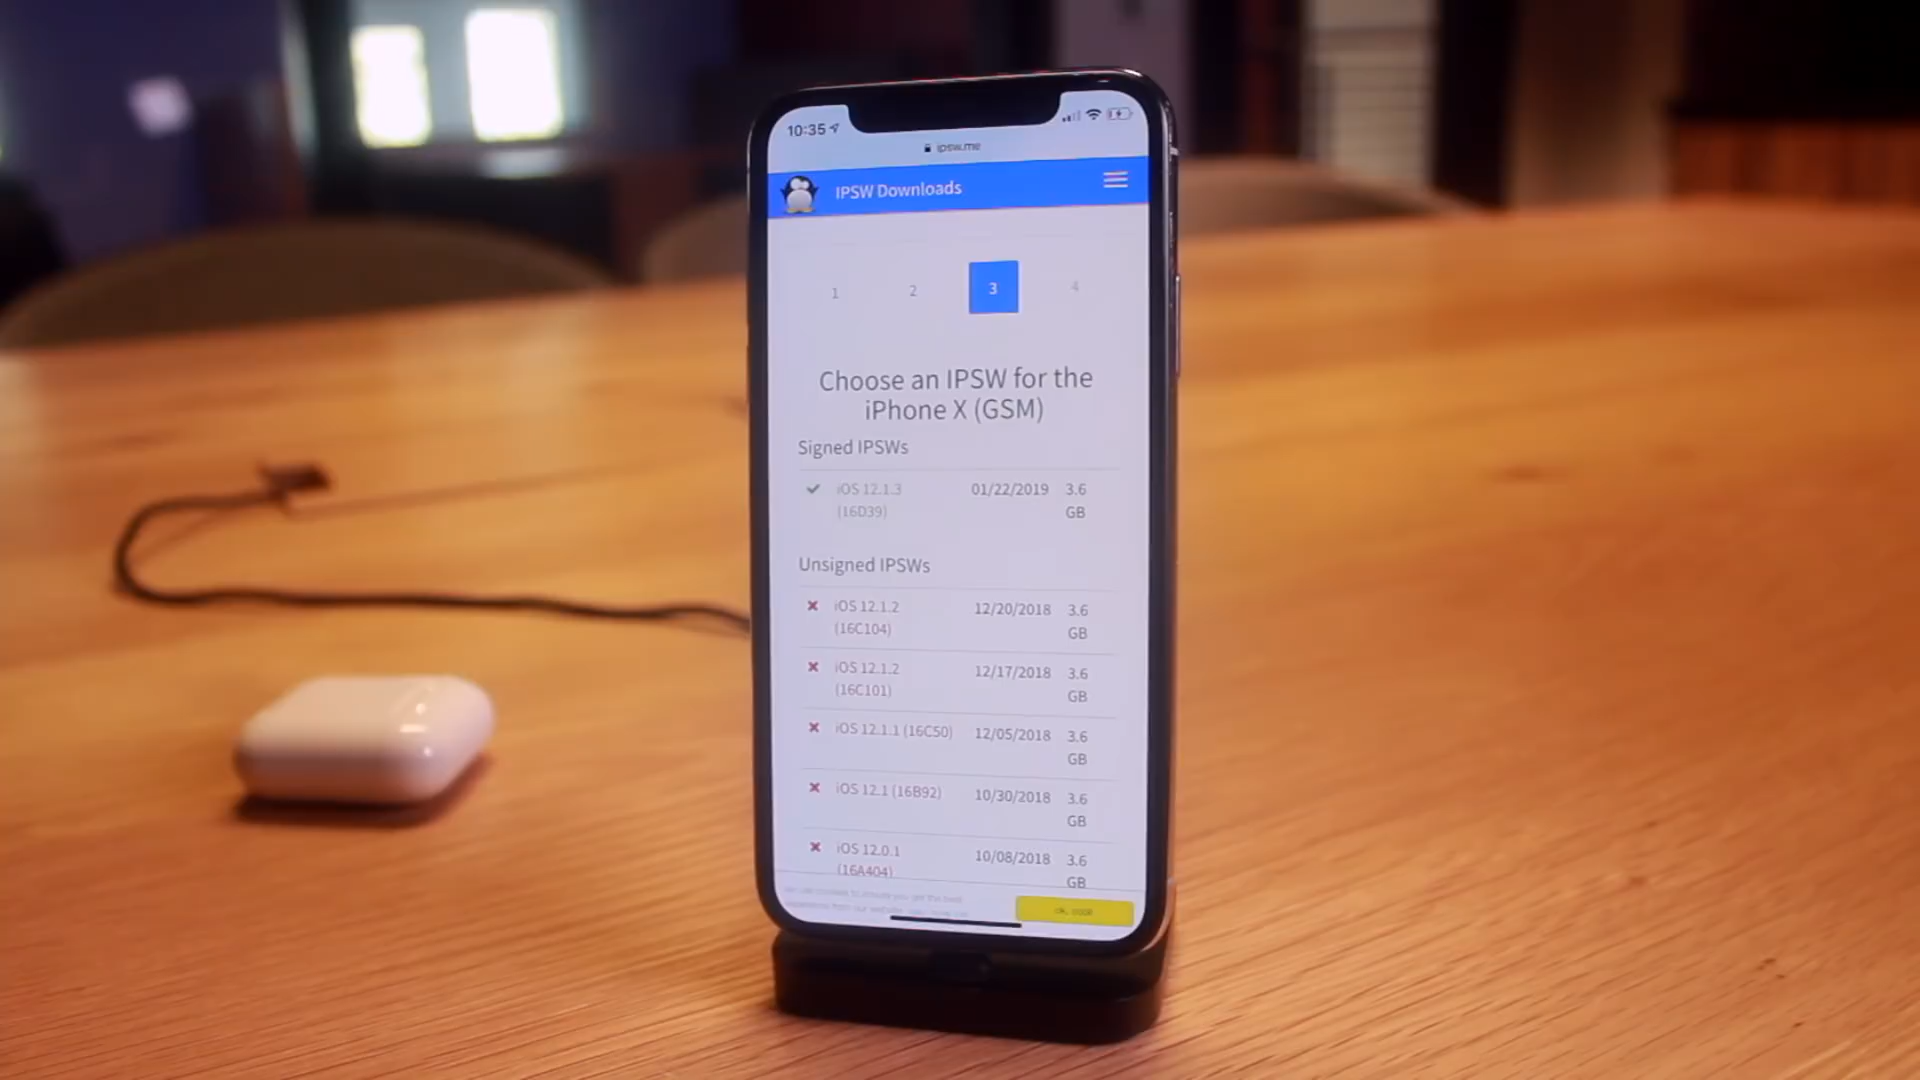 10:35
ipsw.me
IPSW Downloads
1 2 3 4
Choose an IPSW for the
iPhone X (GSM)
Signed IPSWs
iOS 12.1.3 01/22/2019 3.6
(16D39) GB
Unsigned IPSWs
iOS 12.1.2 12/20/2018 3.6
(16C104) GB
iOS 12.1.2 12/17/2018 3.6
(16C101) GB
iOS 12.1.1 (16C50) 12/05/2018 3.6
GB
iOS 12.1 (16B92) 10/30/2018 3.6
GB
iOS 12.0.1 10/08/2018 3.6
(16A404) GB